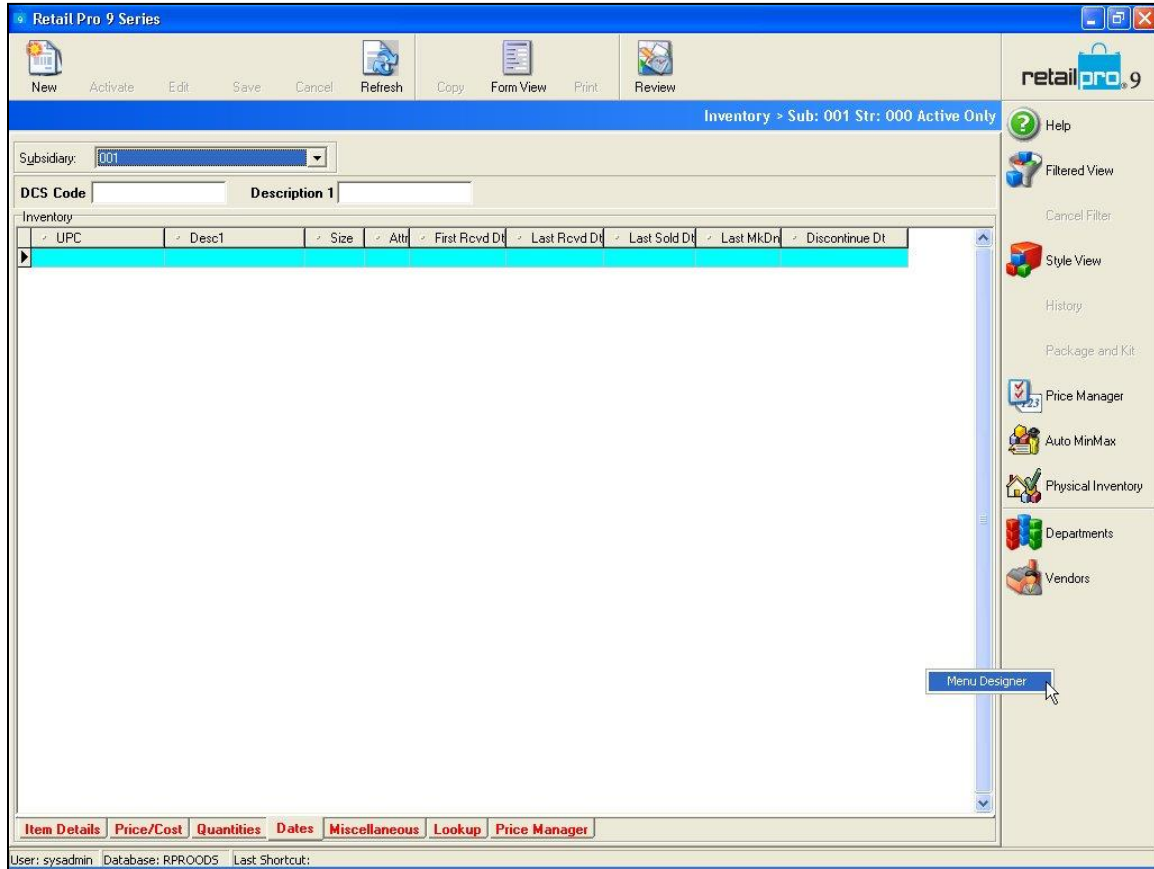 Retail Pro 9 Series
New Activate Edit Save Cancel Refresh Copy Form View Print Review
retail pro® 9
Inventory > Sub: 001 Str: 000 Active Only
Subsidiary: 001
DCS Code Description 1
Inventory
UPC Desc1 Size Attr First Rcvd Dt Last Rcvd Dt Last Sold Dt Last MkDn Discontinue Dt
Help
Filtered View
Cancel Filter
Style View
History
Package and Kit
Price Manager
Auto MinMax
Physical Inventory
Departments
Vendors
Menu Designer
Item Details Price/Cost Quantities Dates Miscellaneous Lookup Price Manager
User: sysadmin Database: RPROODS Last Shortcut: